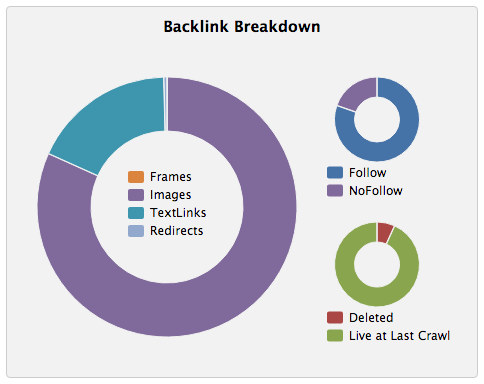 Backlink Breakdown
Frames
Images
TextLinks
Redirects
Follow
NoFollow
Deleted
Live at Last Crawl